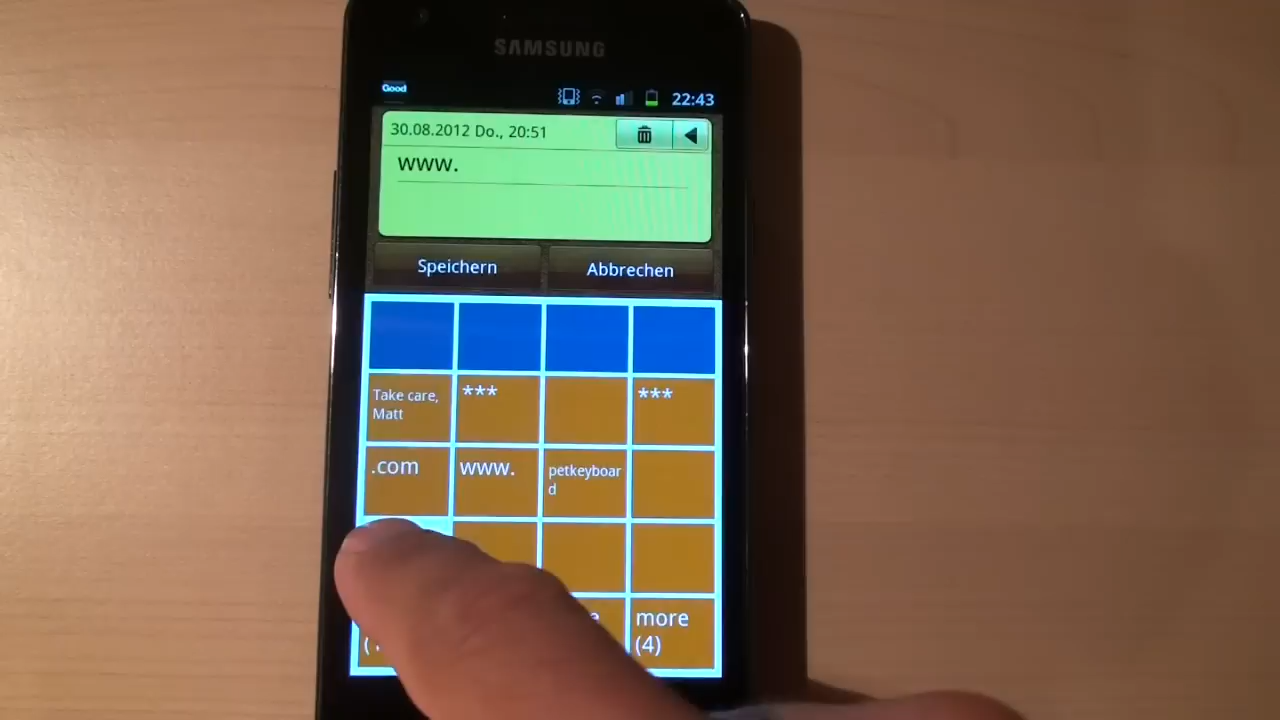 SAMSUNG
Good
22:43
30.08.2012 Do., 20:51
www.
Speichern
Abbrechen
Take care,
Matt
***
***
.com
www.
petkeyboar
d
more
(4)